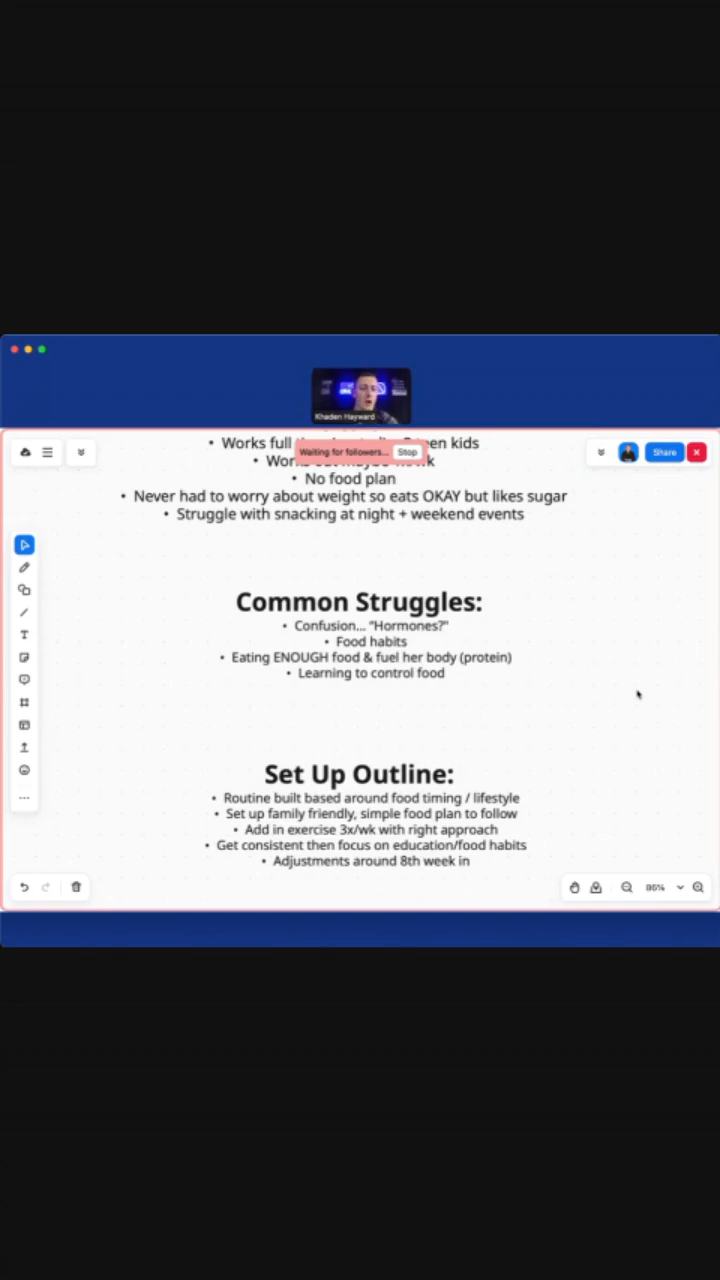 Khaden Hayward
• Works full teen kids
Waiting for followers... Stop
Share
• No food plan
• Never had to worry about weight so eats OKAY but likes sugar
• Struggle with snacking at night + weekend events
Common Struggles:
• Confusion... "Hormones?"
• Food habits
• Eating ENOUGH food & fuel her body (protein)
• Learning to control food
Set Up Outline:
• Routine built based around food timing / lifestyle
• Set up family friendly, simple food plan to follow
• Add in exercise 3x/wk with right approach
• Get consistent then focus on education/food habits
• Adjustments around 8th week in